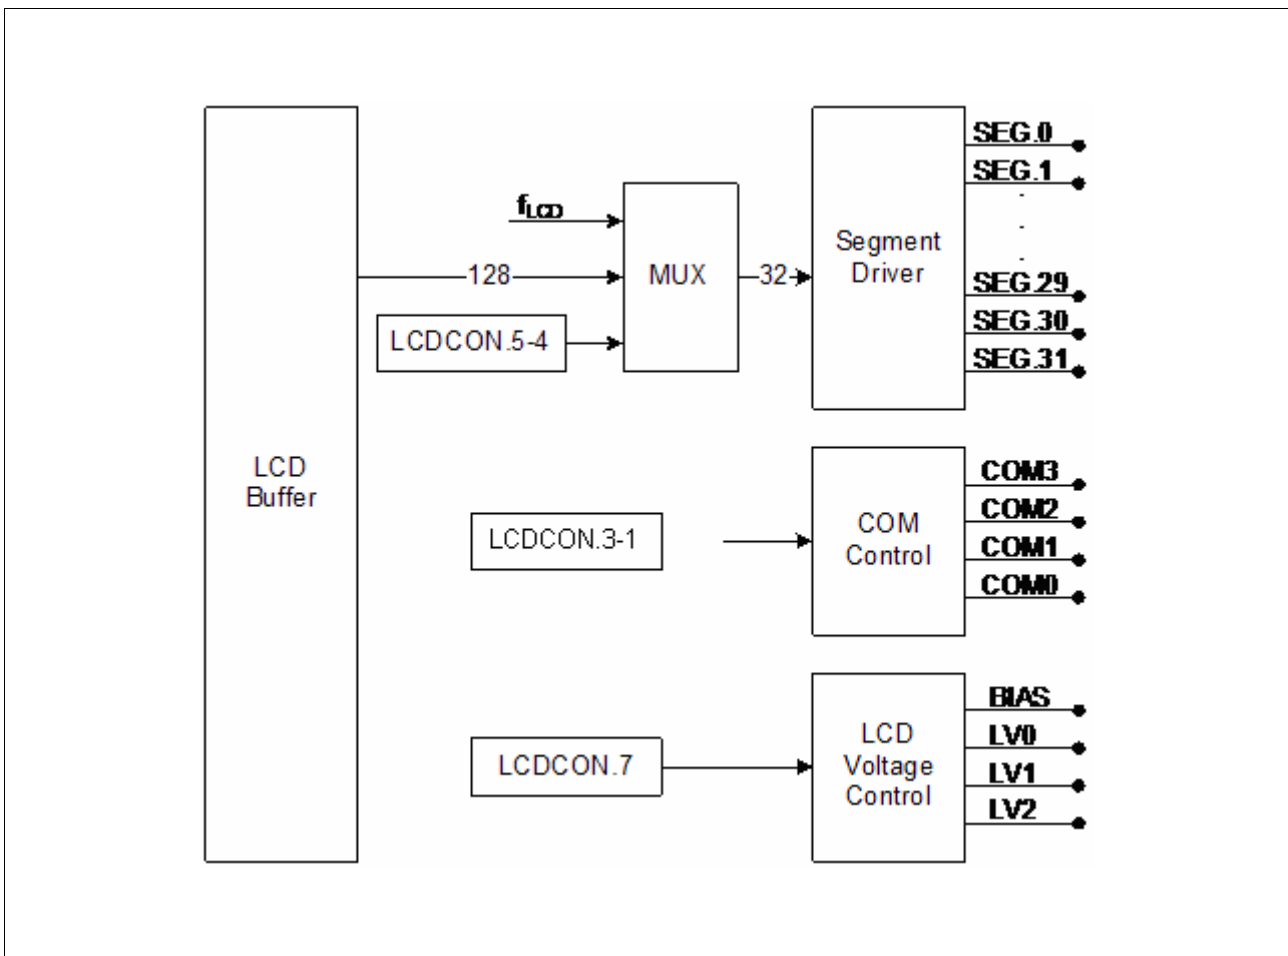 LCD
Buffer
fLCD
128
LCDCON.5-4
MUX
32
Segment
Driver
SEG.0
SEG.1
SEG.29
SEG.30
SEG.31
LCDCON.3-1
COM
Control
COM3
COM2
COM1
COM0
LCDCON.7
LCD
Voltage
Control
BIAS
LV0
LV1
LV2